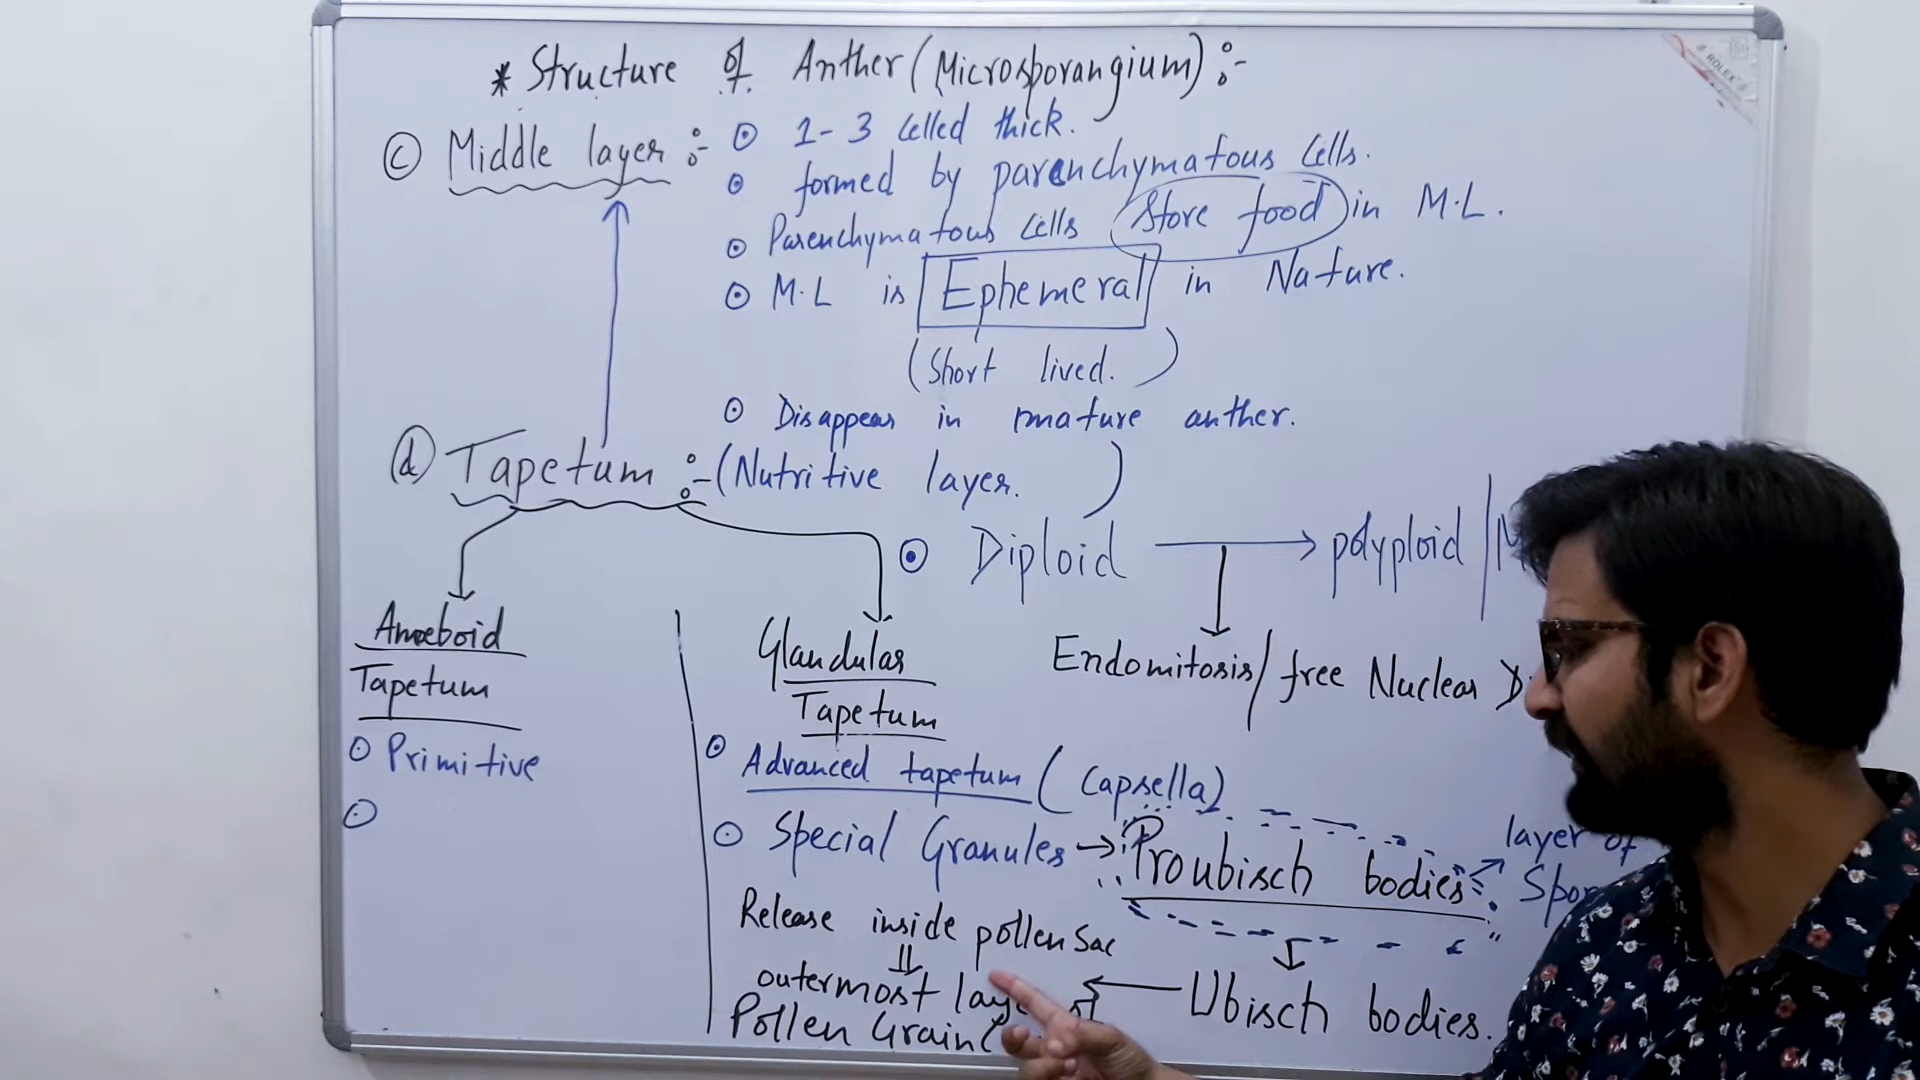 * Structure of Anther (Microsporangium) :-
(c) Middle layer :- ⊙ 1-3 Celled thick.
⊙ formed by parenchymatous Cells.
⊙ Parenchymatous Cells Store food in M.L.
⊙ M.L is Ephemeral in Nature.
(Short lived.)
⊙ Disappears in mature anther.
(d) Tapetum :- (Nutritive layer.)
⊙ Diploid → polyploid /
Endomitosis / free Nuclear
Amoeboid
Tapetum
⊙ Primitive
⊙
Glandular
Tapetum
⊙ Advanced tapetum (Capsella)
⊙ Special Granules → Proubisch bodies
layer of
Ubisch bodies.
Release inside pollen Sac
outermost
Pollen Grain (
ROLEX